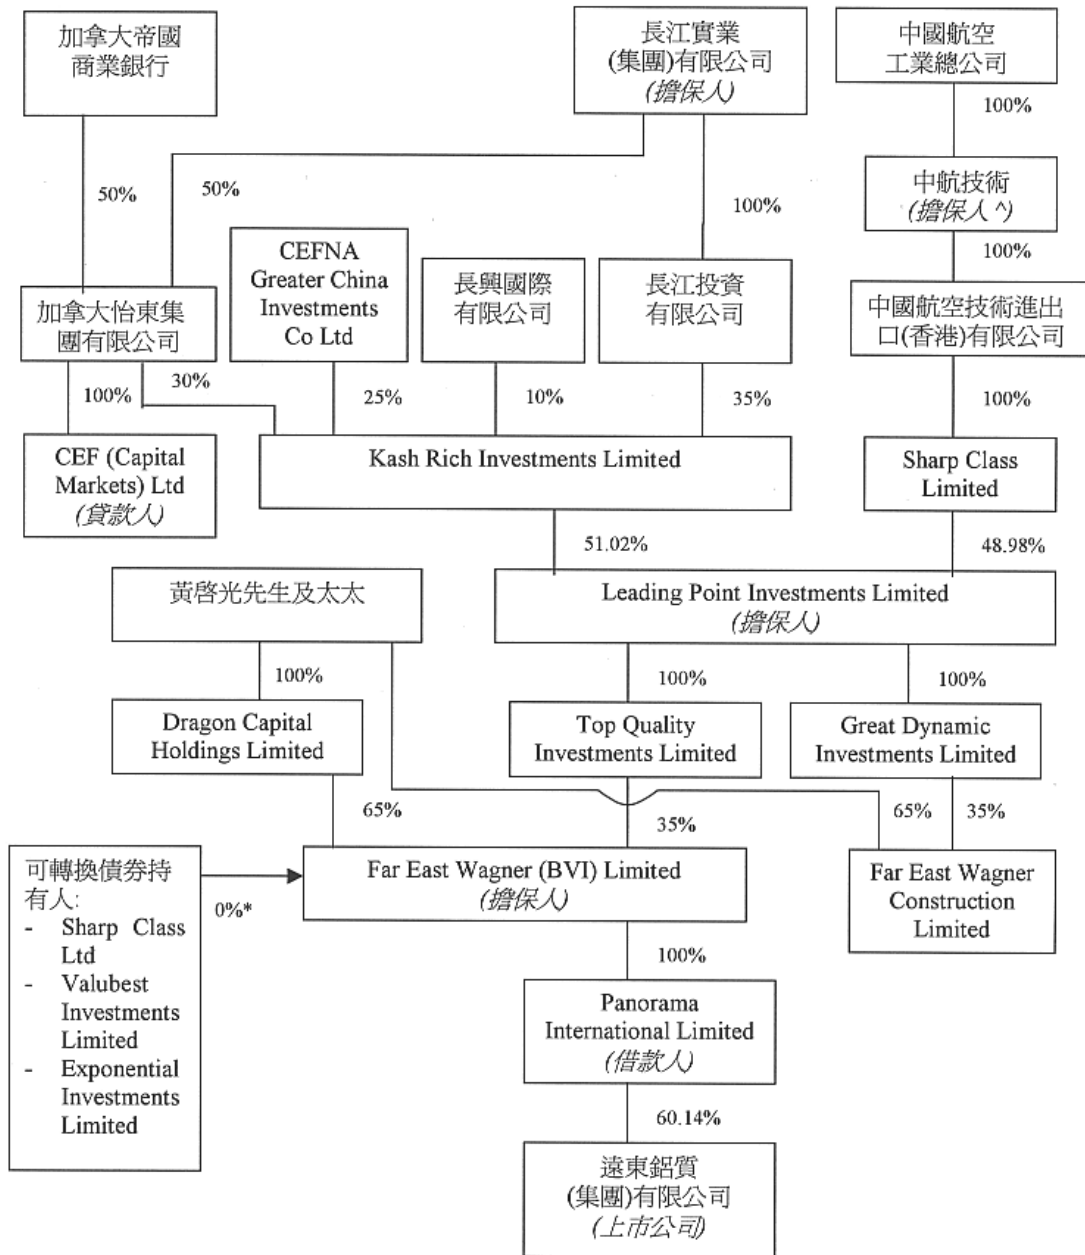 加拿大帝國
商業銀行
長江實業
(集團)有限公司
(擔保人)
中國航空
工業總公司
100%
50%
50%
100%
中航技術
(擔保人^)
100%
加拿大怡東集
團有限公司
CEFNA
Greater China
Investments
Co Ltd
長興國際
有限公司
長江投資
有限公司
中國航空技術進出
口(香港)有限公司
100%
30%
25%
10%
35%
100%
CEF (Capital
Markets) Ltd
(貸款人)
Kash Rich Investments Limited
Sharp Class
Limited
51.02%
48.98%
黃啓光先生及太太
Leading Point Investments Limited
(擔保人)
100%
100%
100%
Dragon Capital
Holdings Limited
Top Quality
Investments Limited
Great Dynamic
Investments Limited
65%
35%
65%
35%
可轉換債券持
有人:
- Sharp Class
Ltd
- Valubest
Investments
Limited
- Exponential
Investments
Limited
0%*
Far East Wagner (BVI) Limited
(擔保人)
Far East Wagner
Construction
Limited
100%
Panorama
International Limited
(借款人)
60.14%
遠東鋁質
(集團)有限公司
(上市公司)